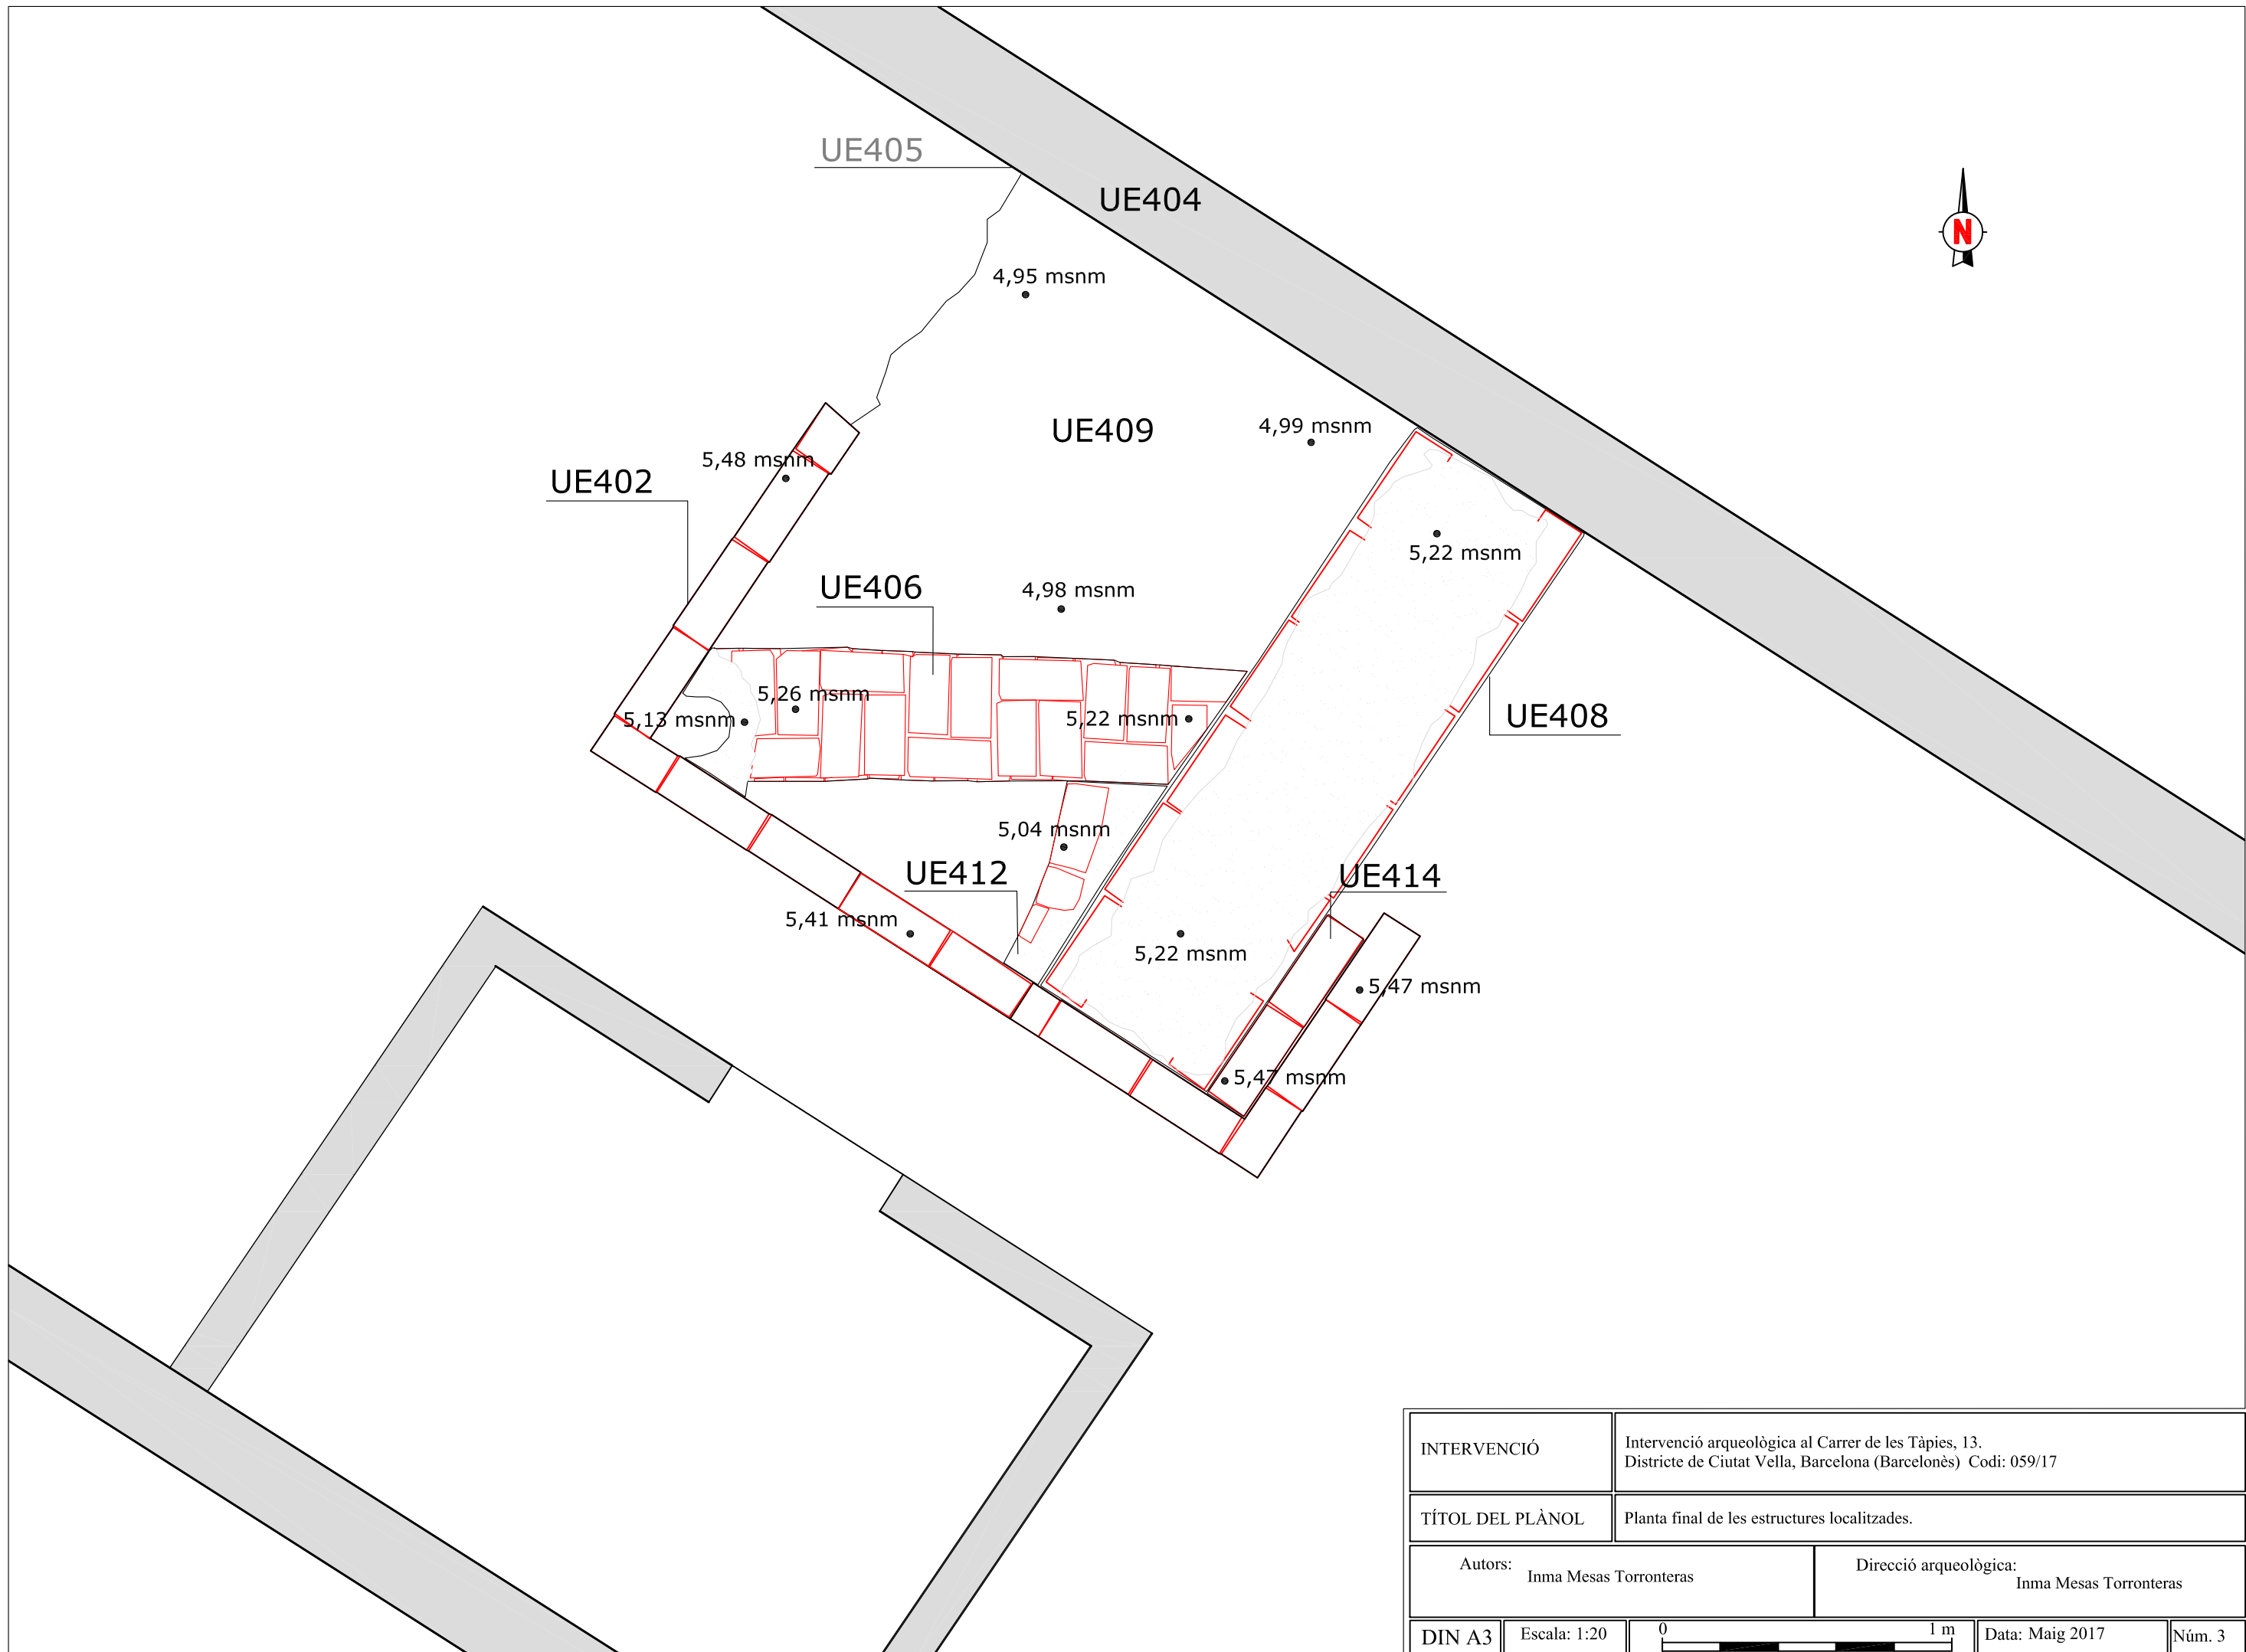 UE405
UE404
N
4,95 msnm
UE409
4,99 msnm
5,48 msnm
UE402
5,22 msnm
UE406
4,98 msnm
5,26 msnm
5,13 msnm
5,22 msnm
UE408
5,04 msnm
UE412
UE414
5,41 msnm
5,22 msnm
5,47 msnm
5,47 msnm
INTERVENCIÓ
Intervenció arqueològica al Carrer de les Tàpies, 13.
Districte de Ciutat Vella, Barcelona (Barcelonès) Codi: 059/17
TÍTOL DEL PLÀNOL
Planta final de les estructures localitzades.
Autors:
Inma Mesas Torronteras
Direcció arqueològica:
Inma Mesas Torronteras
DIN A3
Escala: 1:20
0 1 m
Data: Maig 2017
Núm. 3